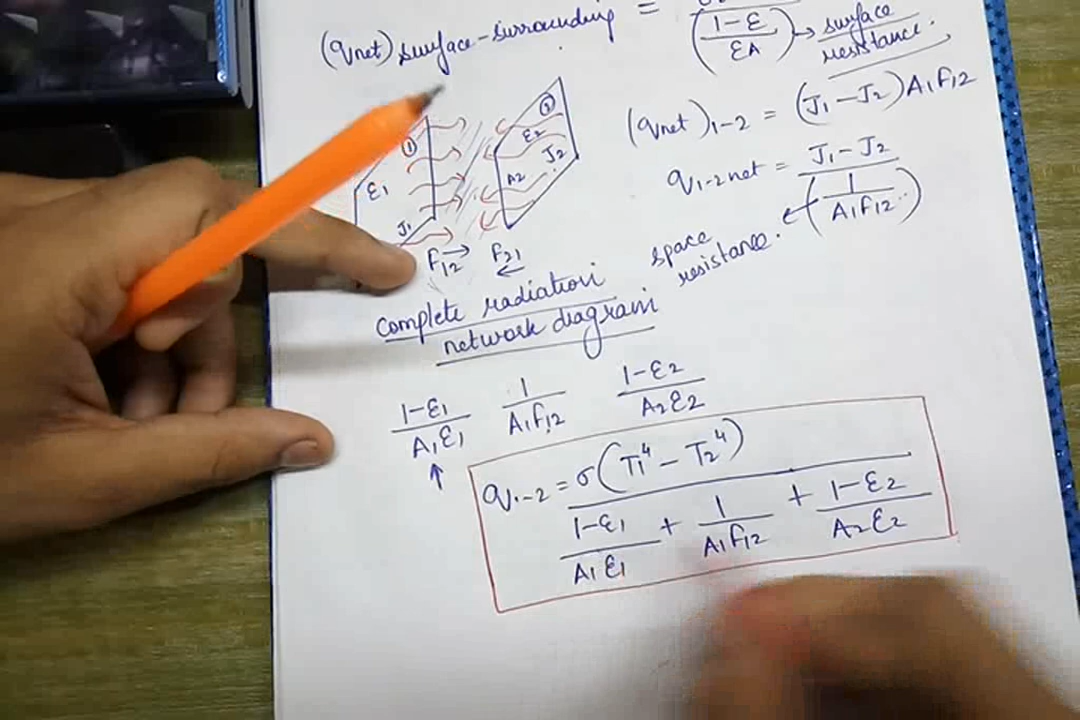 (qnet) surface-surrounding =
(1-ε / εA) → surface resistance.
① ε1 J1
② ε2 J2 A2
F12 → F21 ←
(qnet)1-2 = (J1 - J2) A1F12
q1-2net = J1 - J2 / (1 / A1F12)
space resistance.
complete radiation
network diagram
1-ε1 / A1ε1   1 / A1F12   1-ε2 / A2ε2
↑
q1-2 = σ(T1⁴ - T2⁴) / 1-ε1 / A1ε1 + 1 / A1F12 + 1-ε2 / A2ε2